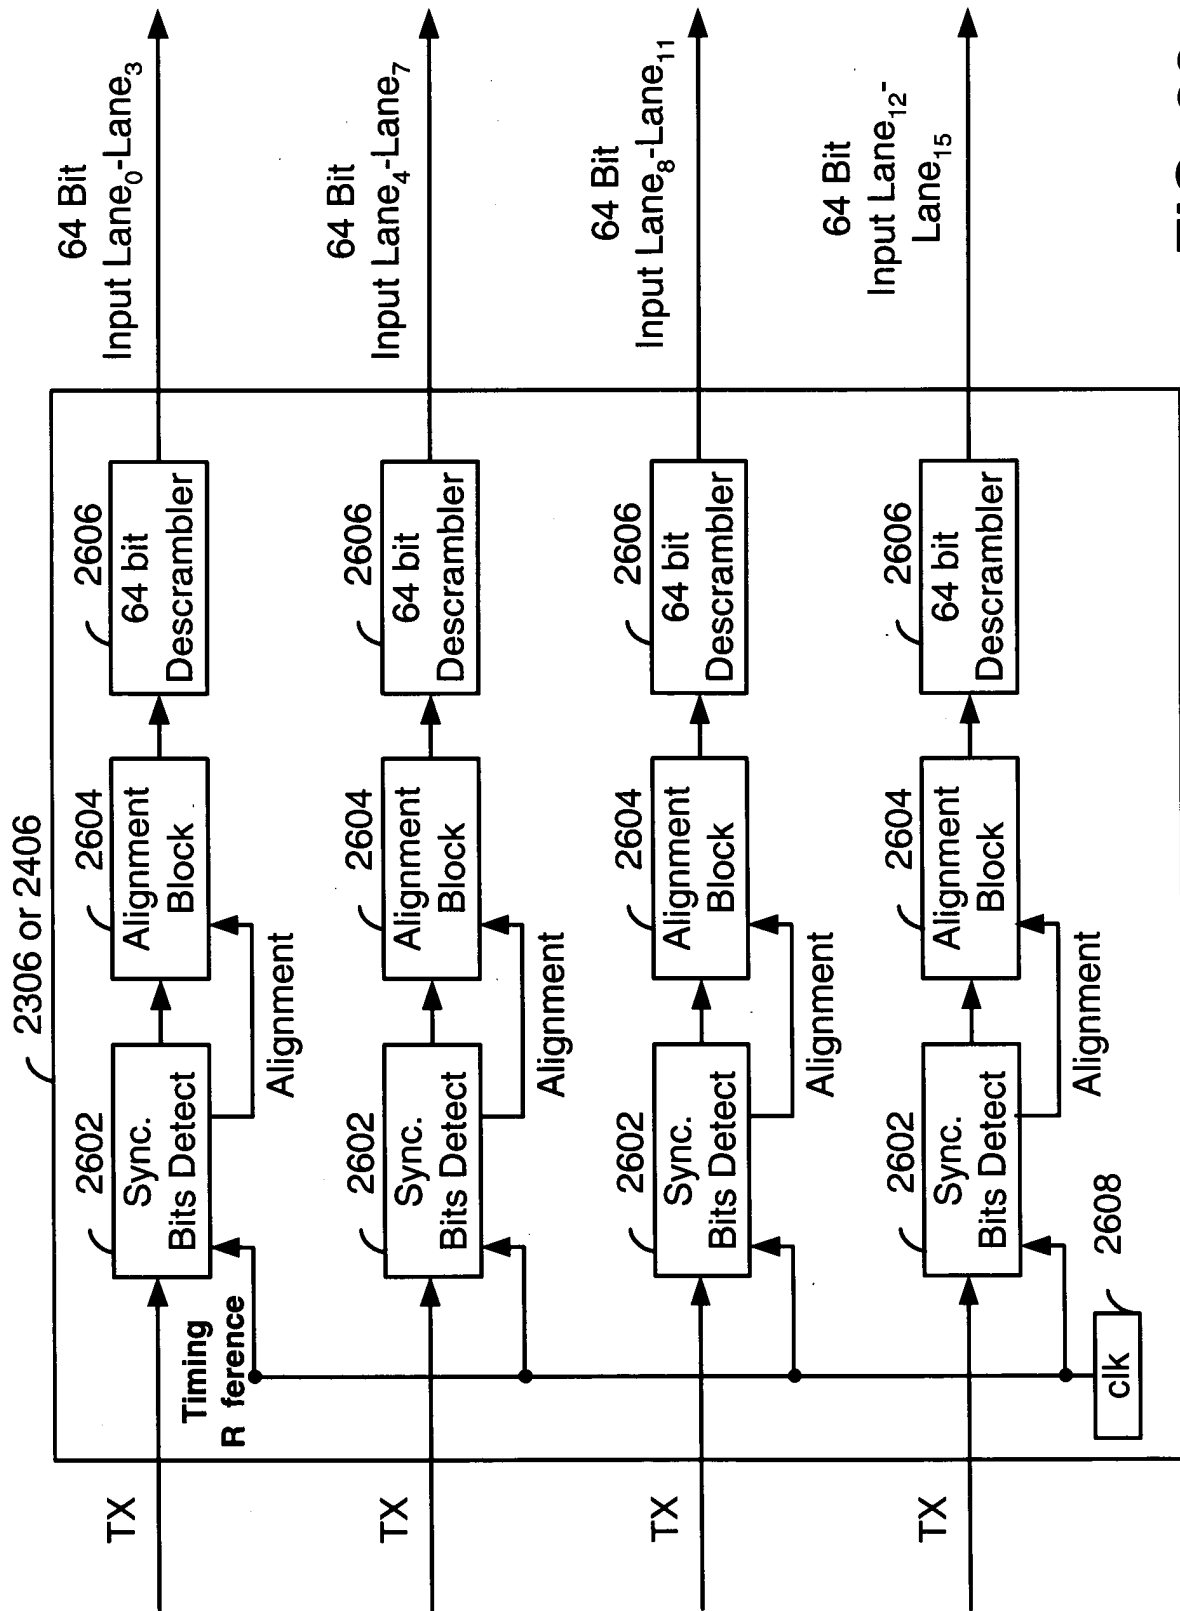 2306 or 2406
TX
Timing
R ference
2602
Sync.
Bits Detect
Alignment
2604
Alignment
Block
2606
64 bit
Descrambler
64 Bit
Input Lane₀-Lane₃
TX
2602
Sync.
Bits Detect
Alignment
2604
Alignment
Block
2606
64 bit
Descrambler
64 Bit
Input Lane₄-Lane₇
TX
2602
Sync.
Bits Detect
Alignment
2604
Alignment
Block
2606
64 bit
Descrambler
64 Bit
Input Lane₈-Lane₁₁
TX
2602
Sync.
Bits Detect
Alignment
2604
Alignment
Block
2606
64 bit
Descrambler
64 Bit
Input Lane₁₂-
Lane₁₅
clk
2608